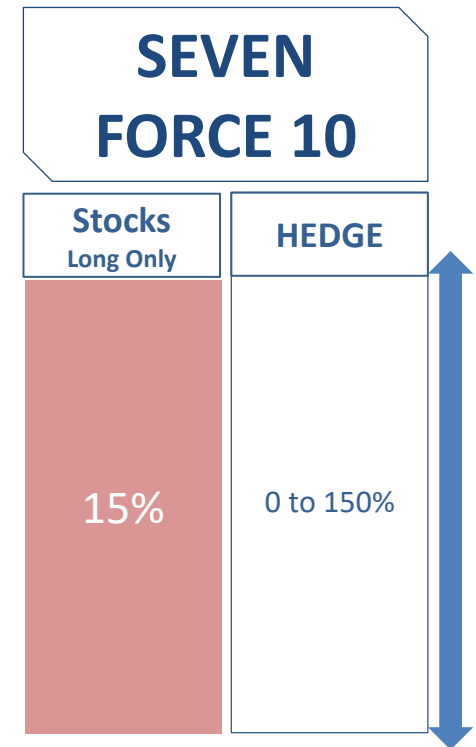 SEVEN
FORCE 10
Stocks
Long Only
HEDGE
15%
0 to 150%